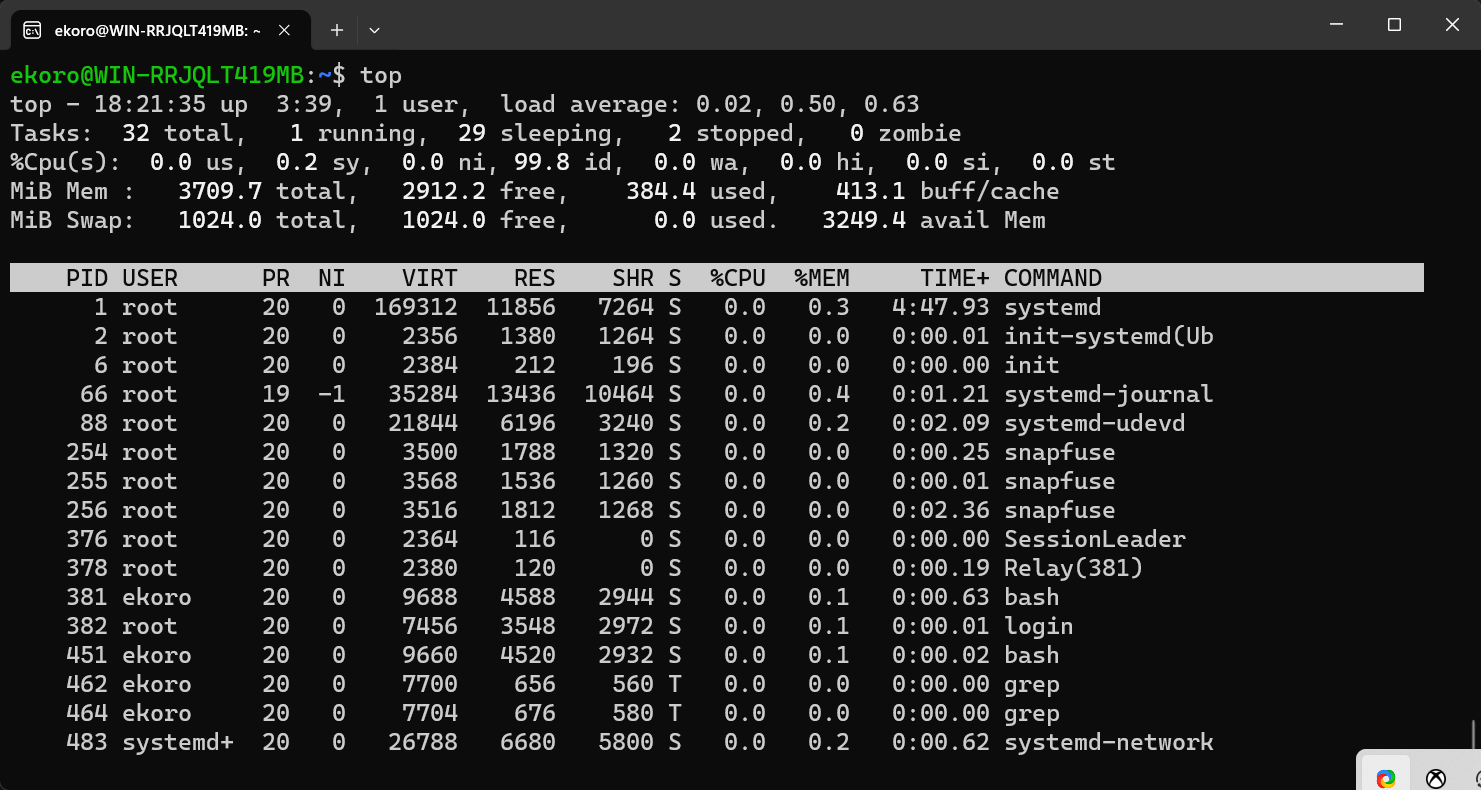 ekoro@WIN-RRJQLT419MB: ~
ekoro@WIN-RRJQLT419MB:~$ top
top - 18:21:35 up  3:39,  1 user,  load average: 0.02, 0.50, 0.63
Tasks:  32 total,   1 running,  29 sleeping,   2 stopped,   0 zombie
%Cpu(s):  0.0 us,  0.2 sy,  0.0 ni, 99.8 id,  0.0 wa,  0.0 hi,  0.0 si,  0.0 st
MiB Mem :   3709.7 total,   2912.2 free,    384.4 used,    413.1 buff/cache
MiB Swap:   1024.0 total,   1024.0 free,      0.0 used.   3249.4 avail Mem
    PID USER      PR  NI    VIRT    RES    SHR S  %CPU  %MEM     TIME+ COMMAND
      1 root      20   0  169312  11856   7264 S   0.0   0.3   4:47.93 systemd
      2 root      20   0    2356   1380   1264 S   0.0   0.0   0:00.01 init-systemd(Ub
      6 root      20   0    2384    212    196 S   0.0   0.0   0:00.00 init
     66 root      19  -1   35284  13436  10464 S   0.0   0.4   0:01.21 systemd-journal
     88 root      20   0   21844   6196   3240 S   0.0   0.2   0:02.09 systemd-udevd
    254 root      20   0    3500   1788   1320 S   0.0   0.0   0:00.25 snapfuse
    255 root      20   0    3568   1536   1260 S   0.0   0.0   0:00.01 snapfuse
    256 root      20   0    3516   1812   1268 S   0.0   0.0   0:02.36 snapfuse
    376 root      20   0    2364    116      0 S   0.0   0.0   0:00.00 SessionLeader
    378 root      20   0    2380    120      0 S   0.0   0.0   0:00.19 Relay(381)
    381 ekoro     20   0    9688   4588   2944 S   0.0   0.1   0:00.63 bash
    382 root      20   0    7456   3548   2972 S   0.0   0.1   0:00.01 login
    451 ekoro     20   0    9660   4520   2932 S   0.0   0.1   0:00.02 bash
    462 ekoro     20   0    7700    656    560 T   0.0   0.0   0:00.00 grep
    464 ekoro     20   0    7704    676    580 T   0.0   0.0   0:00.00 grep
    483 systemd+  20   0   26788   6680   5800 S   0.0   0.2   0:00.62 systemd-network